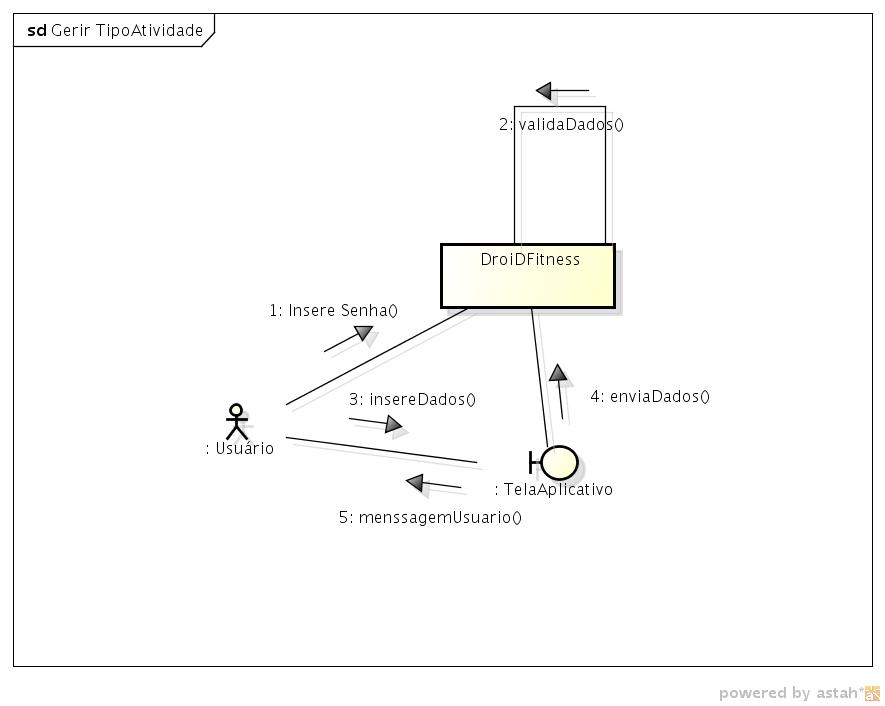 sd Gerir TipoAtividade
2: validaDados()
DroiDFitness
1: Insere Senha()
3: insereDados()
4: enviaDados()
: Usuário
: TelaAplicativo
5: menssagemUsuario()
powered by astah*